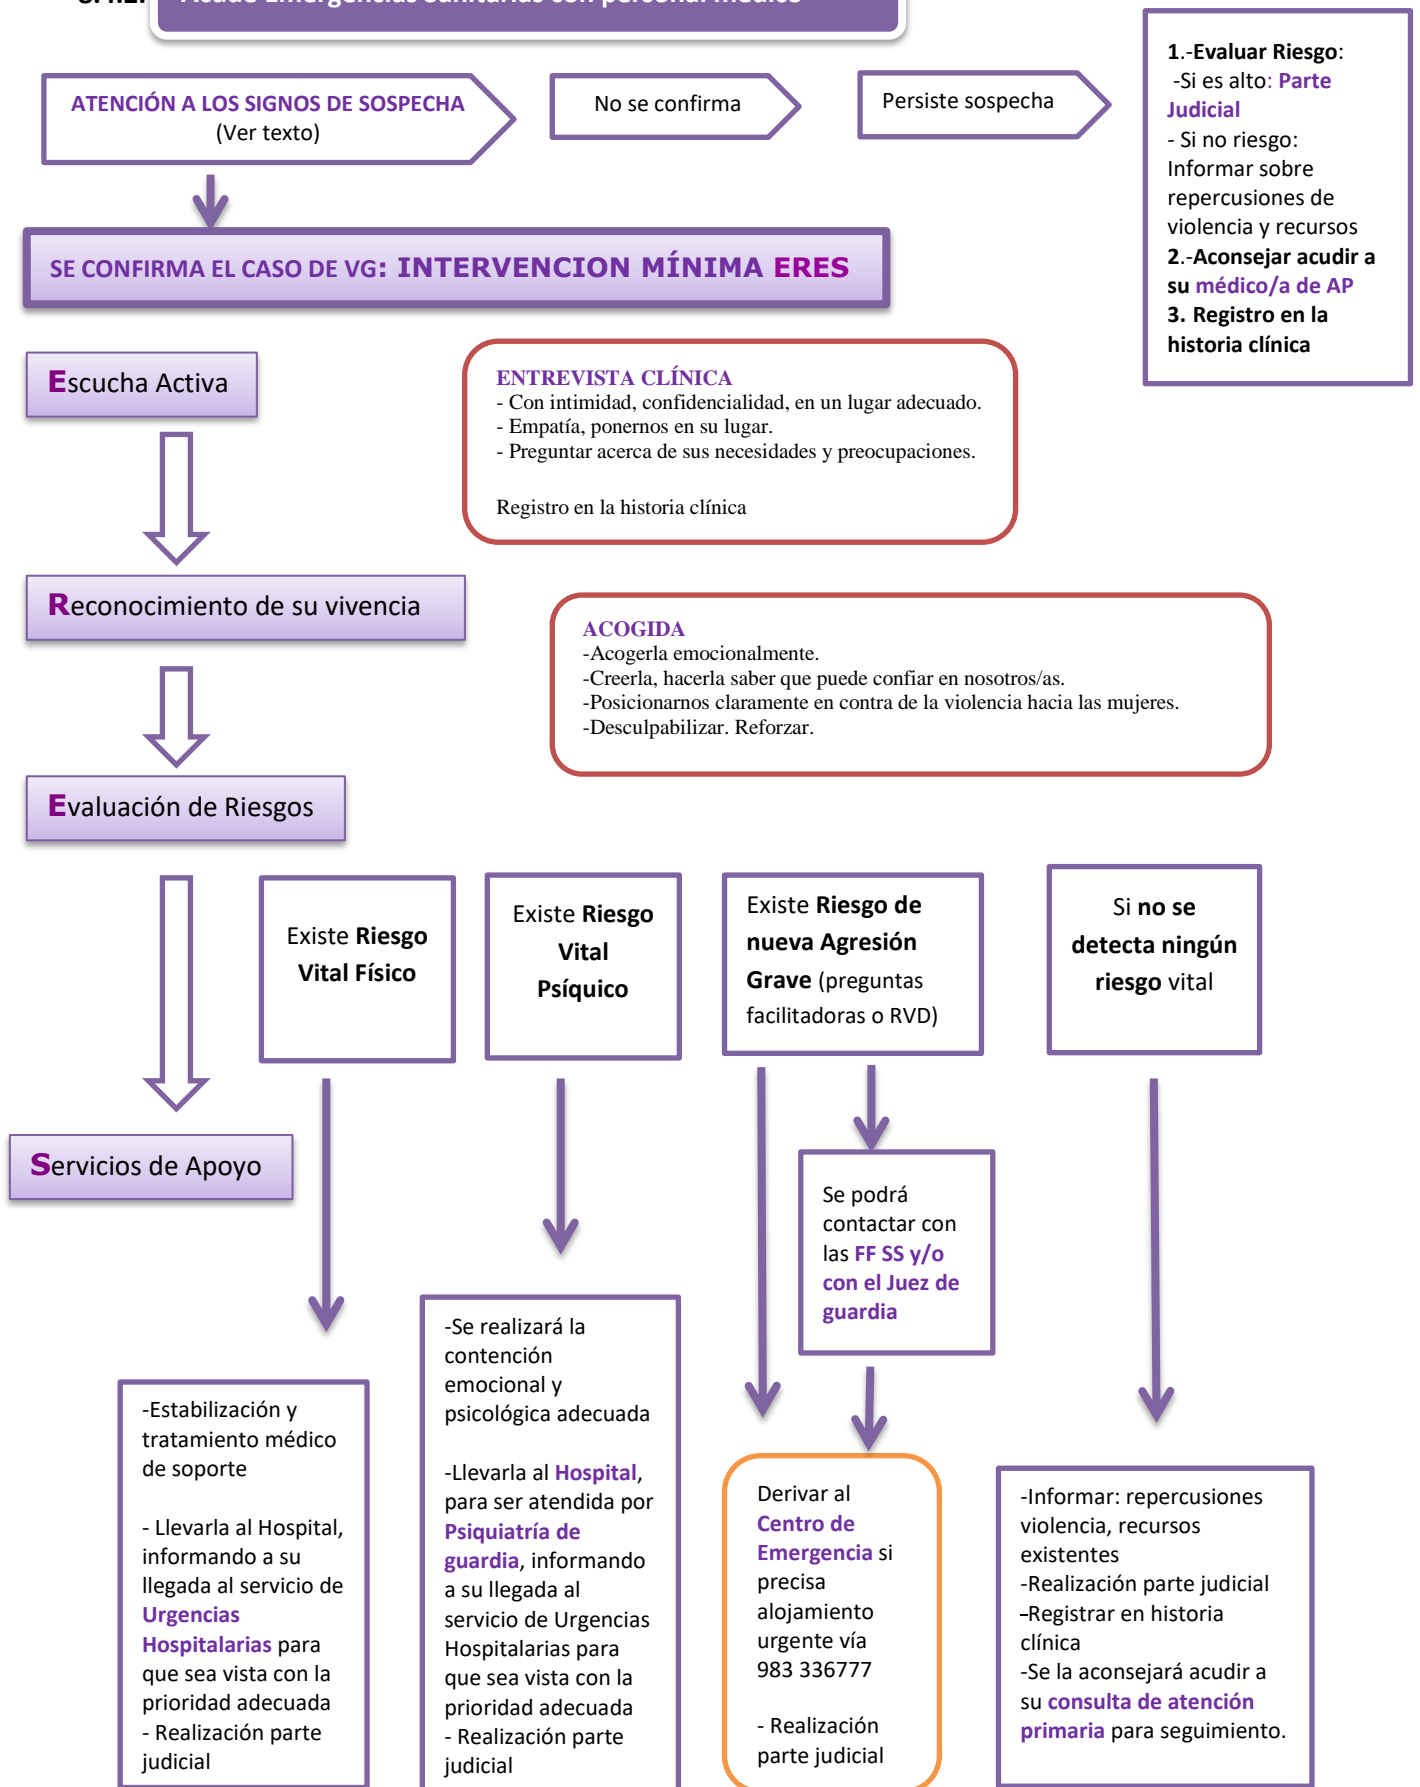 Acude Emergencias Sanitarias con personal médico
ATENCIÓN A LOS SIGNOS DE SOSPECHA
(Ver texto)
No se confirma
Persiste sospecha
1.-Evaluar Riesgo:
-Si es alto: Parte
Judicial
- Si no riesgo:
Informar sobre
repercusiones de
violencia y recursos
2.-Aconsejar acudir a
su médico/a de AP
3. Registro en la
historia clínica
SE CONFIRMA EL CASO DE VG: INTERVENCION MÍNIMA ERES
Escucha Activa
ENTREVISTA CLÍNICA
- Con intimidad, confidencialidad, en un lugar adecuado.
- Empatía, ponernos en su lugar.
- Preguntar acerca de sus necesidades y preocupaciones.
Registro en la historia clínica
Reconocimiento de su vivencia
ACOGIDA
-Acogerla emocionalmente.
-Creerla, hacerla saber que puede confiar en nosotros/as.
-Posicionarnos claramente en contra de la violencia hacia las mujeres.
-Desculpabilizar. Reforzar.
Evaluación de Riesgos
Existe Riesgo
Vital Físico
Existe Riesgo
Vital
Psíquico
Existe Riesgo de
nueva Agresión
Grave (preguntas
facilitadoras o RVD)
Si no se
detecta ningún
riesgo vital
Servicios de Apoyo
Se podrá
contactar con
las FF SS y/o
con el Juez de
guardia
-Estabilización y
tratamiento médico
de soporte
- Llevarla al Hospital,
informando a su
llegada al servicio de
Urgencias
Hospitalarias para
que sea vista con la
prioridad adecuada
- Realización parte
judicial
-Se realizará la
contención
emocional y
psicológica adecuada
-Llevarla al Hospital,
para ser atendida por
Psiquiatría de
guardia, informando
a su llegada al
servicio de Urgencias
Hospitalarias para
que sea vista con la
prioridad adecuada
- Realización parte
judicial
Derivar al
Centro de
Emergencia si
precisa
alojamiento
urgente vía
983 336777
- Realización
parte judicial
-Informar: repercusiones
violencia, recursos
existentes
-Realización parte judicial
-Registrar en historia
clínica
-Se la aconsejará acudir a
su consulta de atención
primaria para seguimiento.